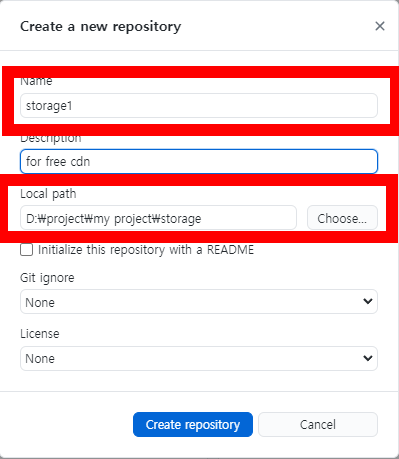 Create a new repository
Name
storage1
Description
for free cdn
Local path
D:₩project₩my project₩storage
Choose...
Initialize this repository with a README
Git ignore
None
License
None
Create repository
Cancel